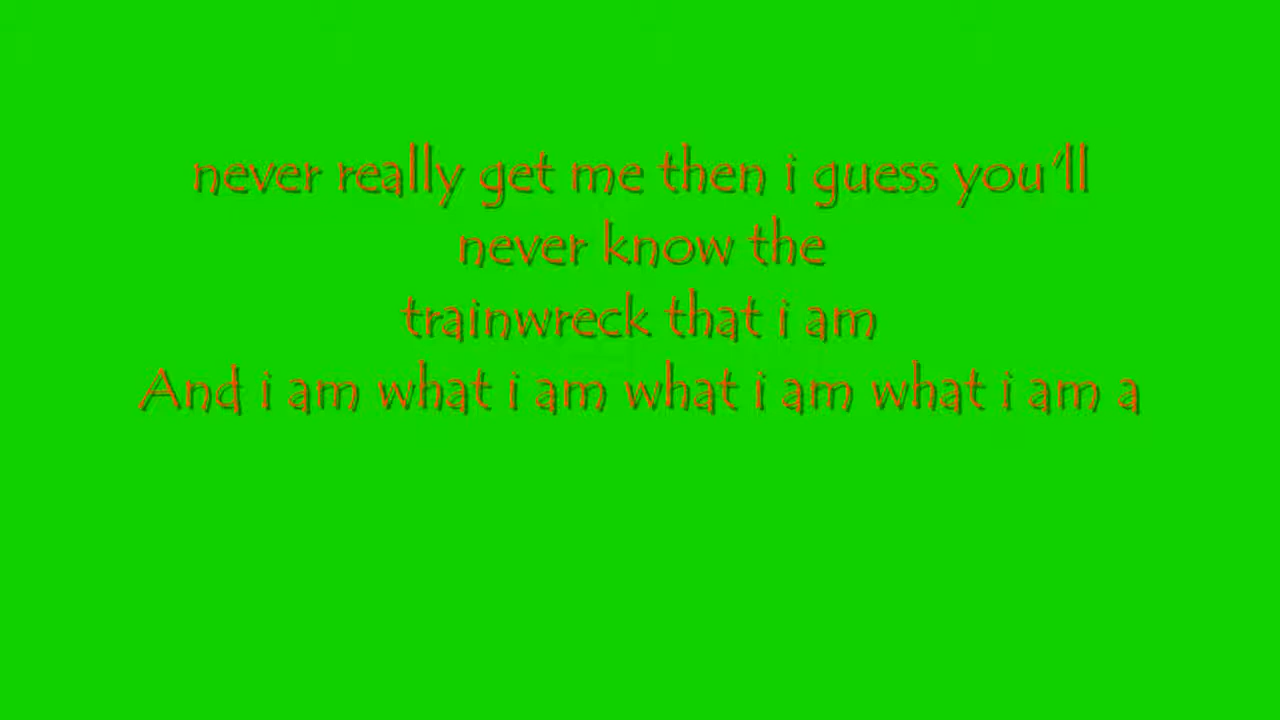 never really get me then i guess you'll
never know the
trainwreck that i am
And i am what i am what i am what i am a